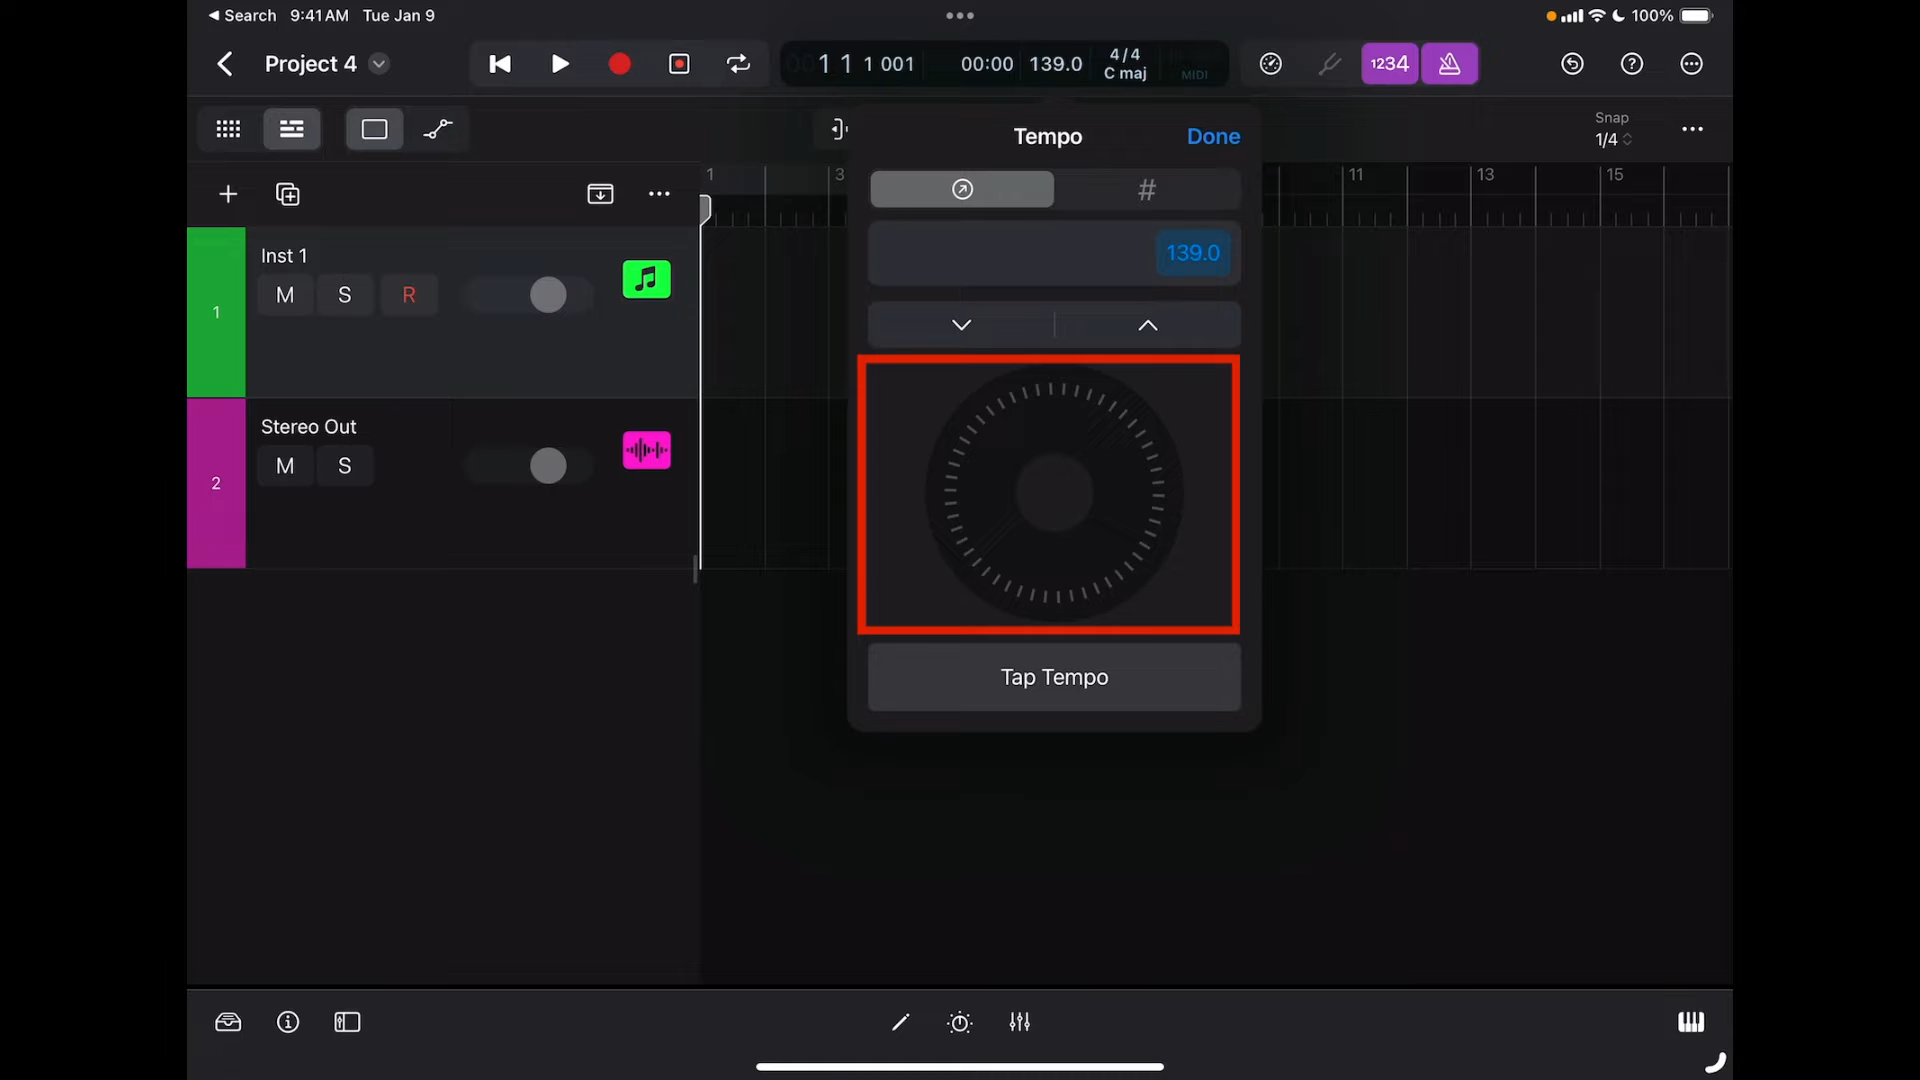 ◀ Search 9:41 AM Tue Jan 9
100%
Project 4
1 1 1 001 00:00 139.0 4/4
C maj
MIDI
1234
Tempo Done
Snap
1/4
#
139.0
1 3 11 13 15
Inst 1
1
M S R
Stereo Out
2
M S
Tap Tempo